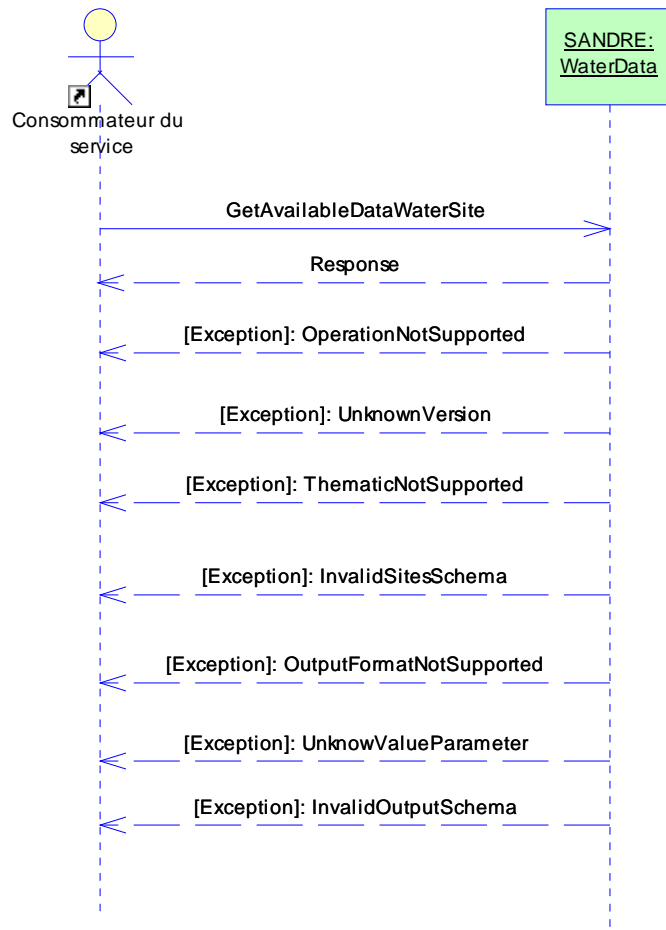 SANDRE:
WaterData
Consommateur du
service
GetAvailableDataWaterSite
Response
[Exception]: OperationNotSupported
[Exception]: UnknownVersion
[Exception]: ThematicNotSupported
[Exception]: InvalidSitesSchema
[Exception]: OutputFormatNotSupported
[Exception]: UnknowValueParameter
[Exception]: InvalidOutputSchema